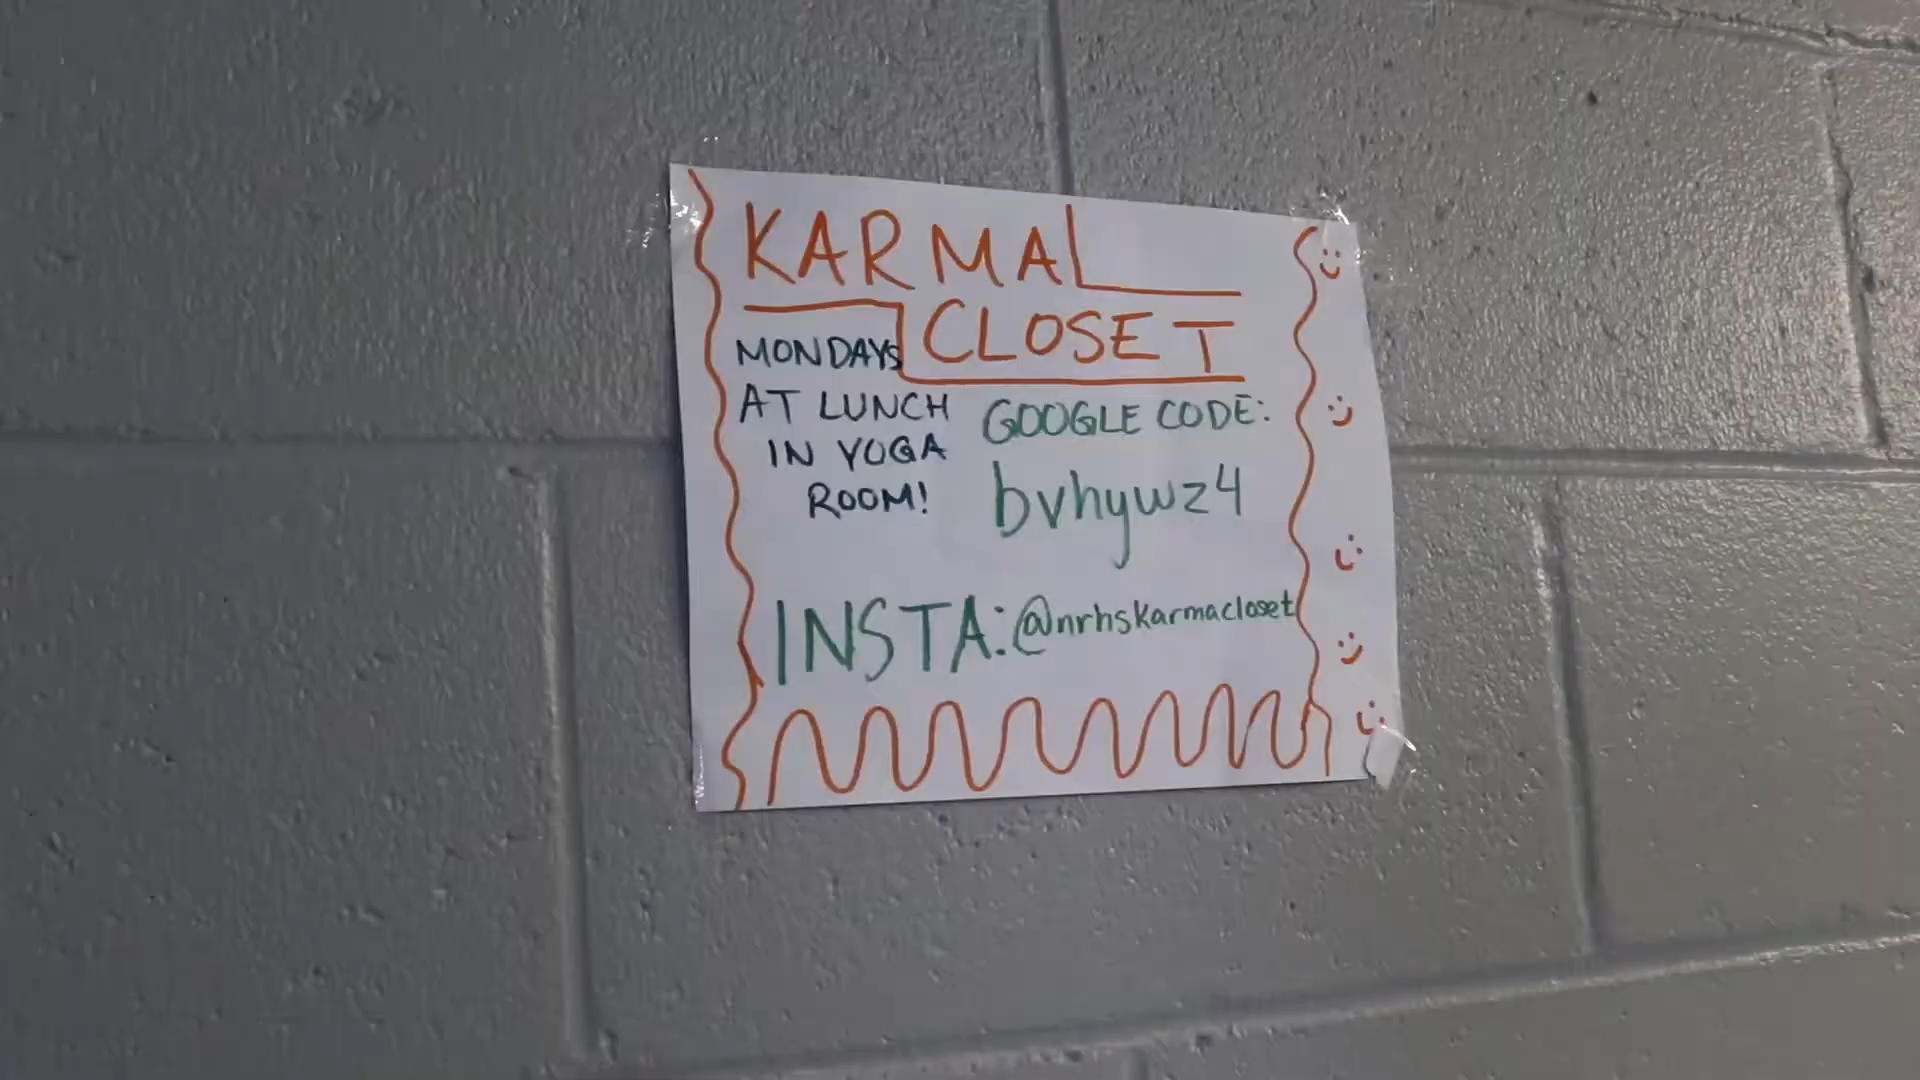 KARMA
CLOSET
MONDAYS
AT LUNCH
IN YOGA
ROOM!
GOOGLE CODE:
bvhywz4
INSTA: @nrhskarmacloset